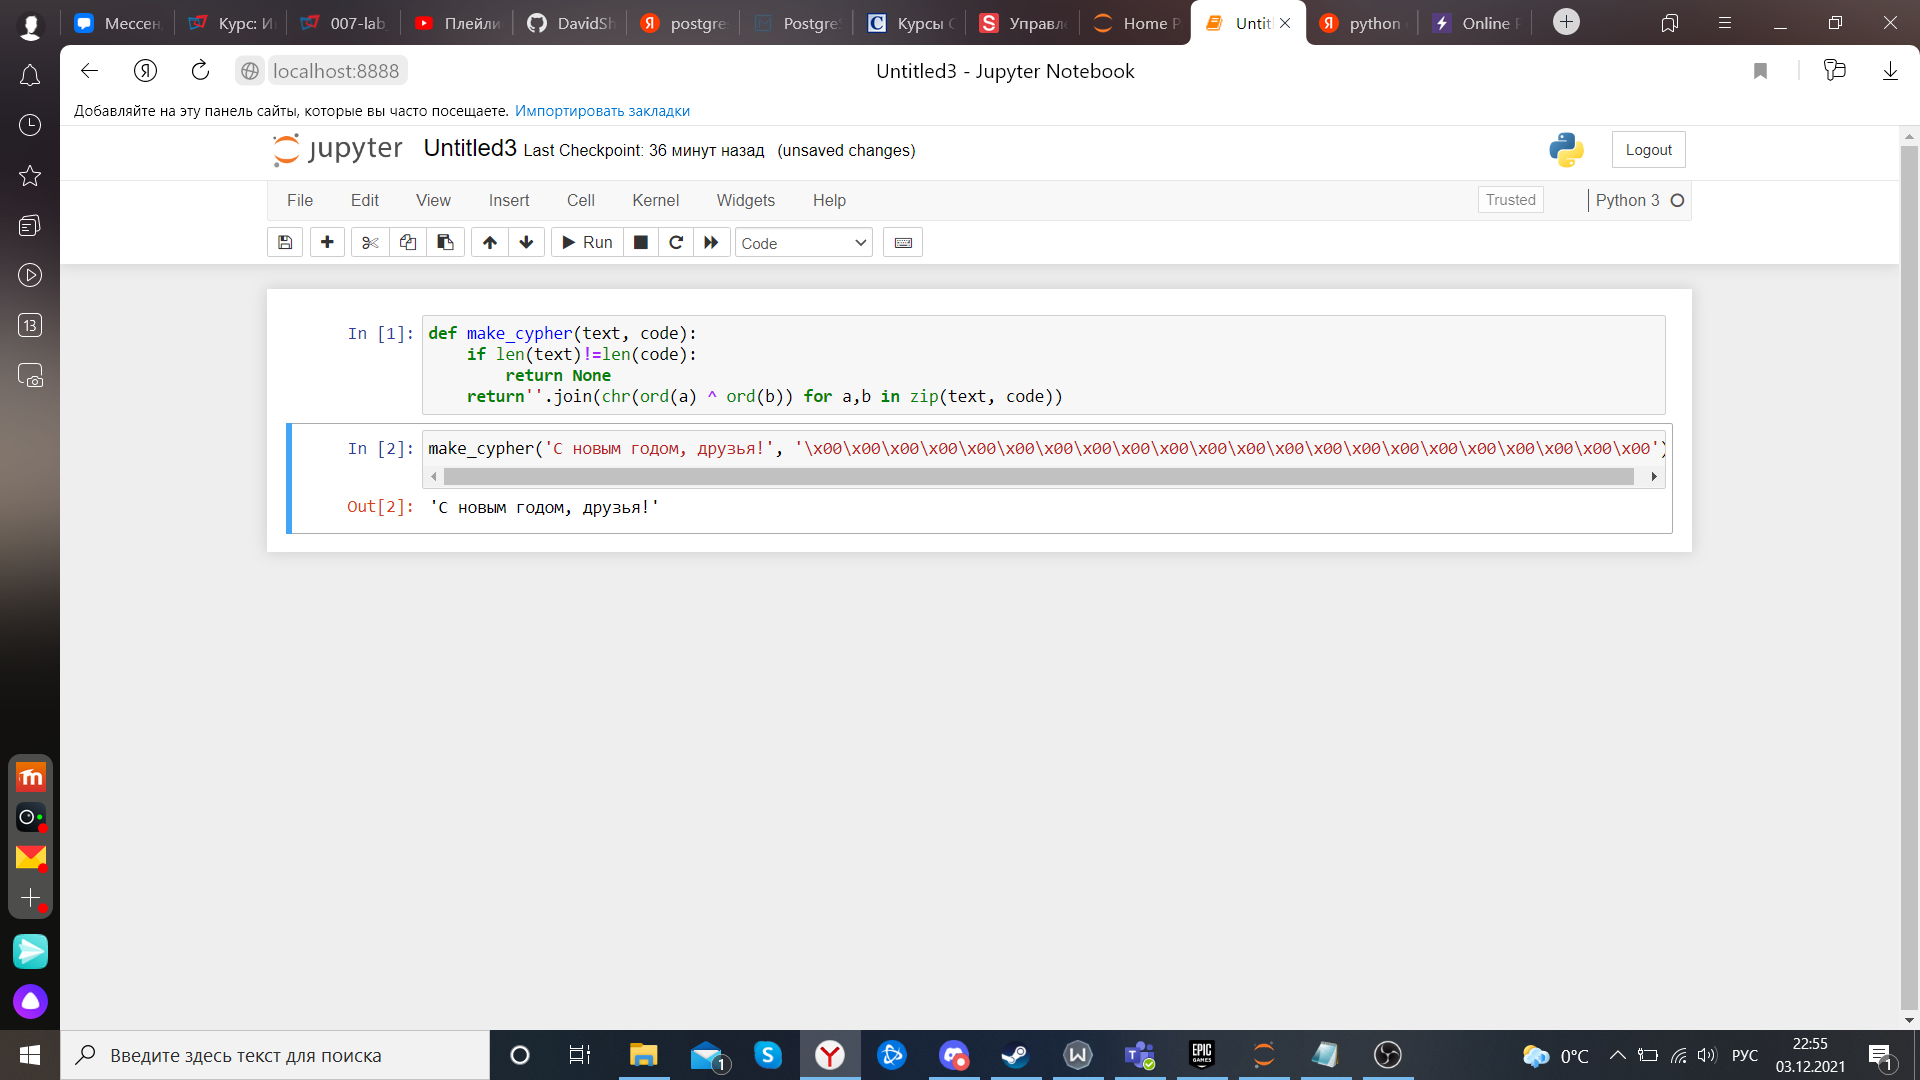 Мессен
Курс: И
007-lab
Плейли
DavidSh
postgre
Postgre
Курсы С
Управле
Home P
Untit
python
Online P
localhost:8888
Untitled3 - Jupyter Notebook
Добавляйте на эту панель сайты, которые вы часто посещаете. Импортировать закладки
jupyter Untitled3 Last Checkpoint: 36 минут назад (unsaved changes)
Logout
File Edit View Insert Cell Kernel Widgets Help
Trusted Python 3
Run Code
In [1]: def make_cypher(text, code):
if len(text)!=len(code):
return None
return''.join(chr(ord(a) ^ ord(b)) for a,b in zip(text, code))
In [2]: make_cypher('С новым годом, друзья!', '\x00\x00\x00\x00\x00\x00\x00\x00\x00\x00\x00\x00\x00\x00\x00\x00\x00\x00\x00\x00\x00\x00')
Out[2]: 'С новым годом, друзья!'
13
Введите здесь текст для поиска
1
EPIC GAMES
0°C
РУС
22:55
03.12.2021
1